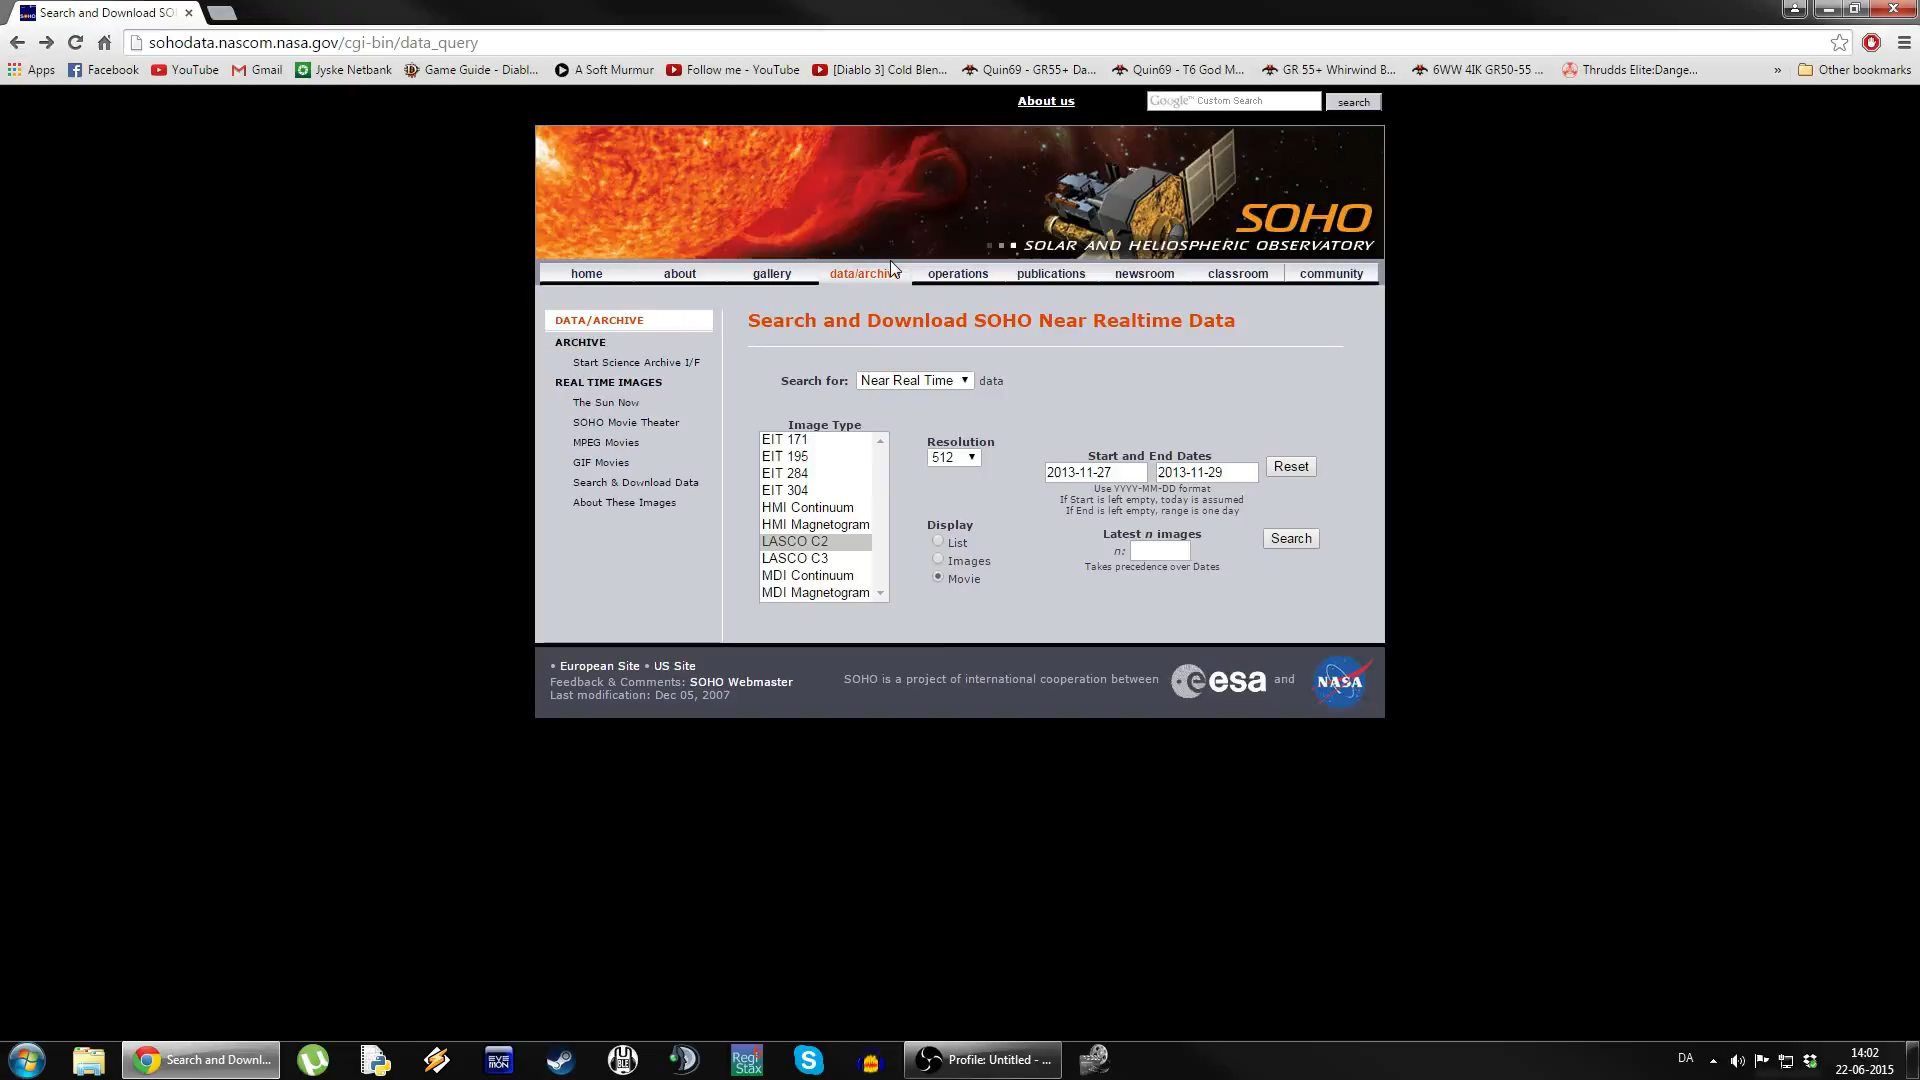 Search and Download SO
sohodata.nascom.nasa.gov/cgi-bin/data_query
Apps Facebook YouTube Gmail Jyske Netbank Game Guide - Diabl... A Soft Murmur Follow me - YouTube [Diablo 3] Cold Blen... Quin69 - GR55+ Da... Quin69 - T6 God M... GR 55+ Whirwind B... 6WW 4IK GR50-55 ... Thrudds Elite:Dange... » Other bookmarks
About us Google™ Custom Search search
SOHO
SOLAR AND HELIOSPHERIC OBSERVATORY
home about gallery data/archive operations publications newsroom classroom community
DATA/ARCHIVE
ARCHIVE
Start Science Archive I/F
REAL TIME IMAGES
The Sun Now
SOHO Movie Theater
MPEG Movies
GIF Movies
Search & Download Data
About These Images
Search and Download SOHO Near Realtime Data
Search for: Near Real Time data
Image Type
EIT 171
EIT 195
EIT 284
EIT 304
HMI Continuum
HMI Magnetogram
LASCO C2
LASCO C3
MDI Continuum
MDI Magnetogram
Resolution
512
Display
List
Images
Movie
Start and End Dates
2013-11-27 2013-11-29 Reset
Use YYYY-MM-DD format
If Start is left empty, today is assumed
If End is left empty, range is one day
Latest n images
n: Search
Takes precedence over Dates
• European Site • US Site
Feedback & Comments: SOHO Webmaster
Last modification: Dec 05, 2007
SOHO is a project of international cooperation between esa and NASA
Search and Downl... EVE MON UBLE Regi Stax Profile: Untitled - ... DA 14:02
22-06-2015